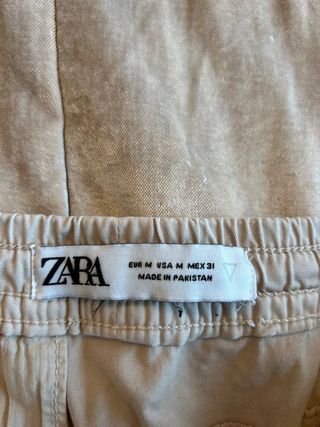 ZARA
EUR M USA M MEX 31
MADE IN PAKISTAN